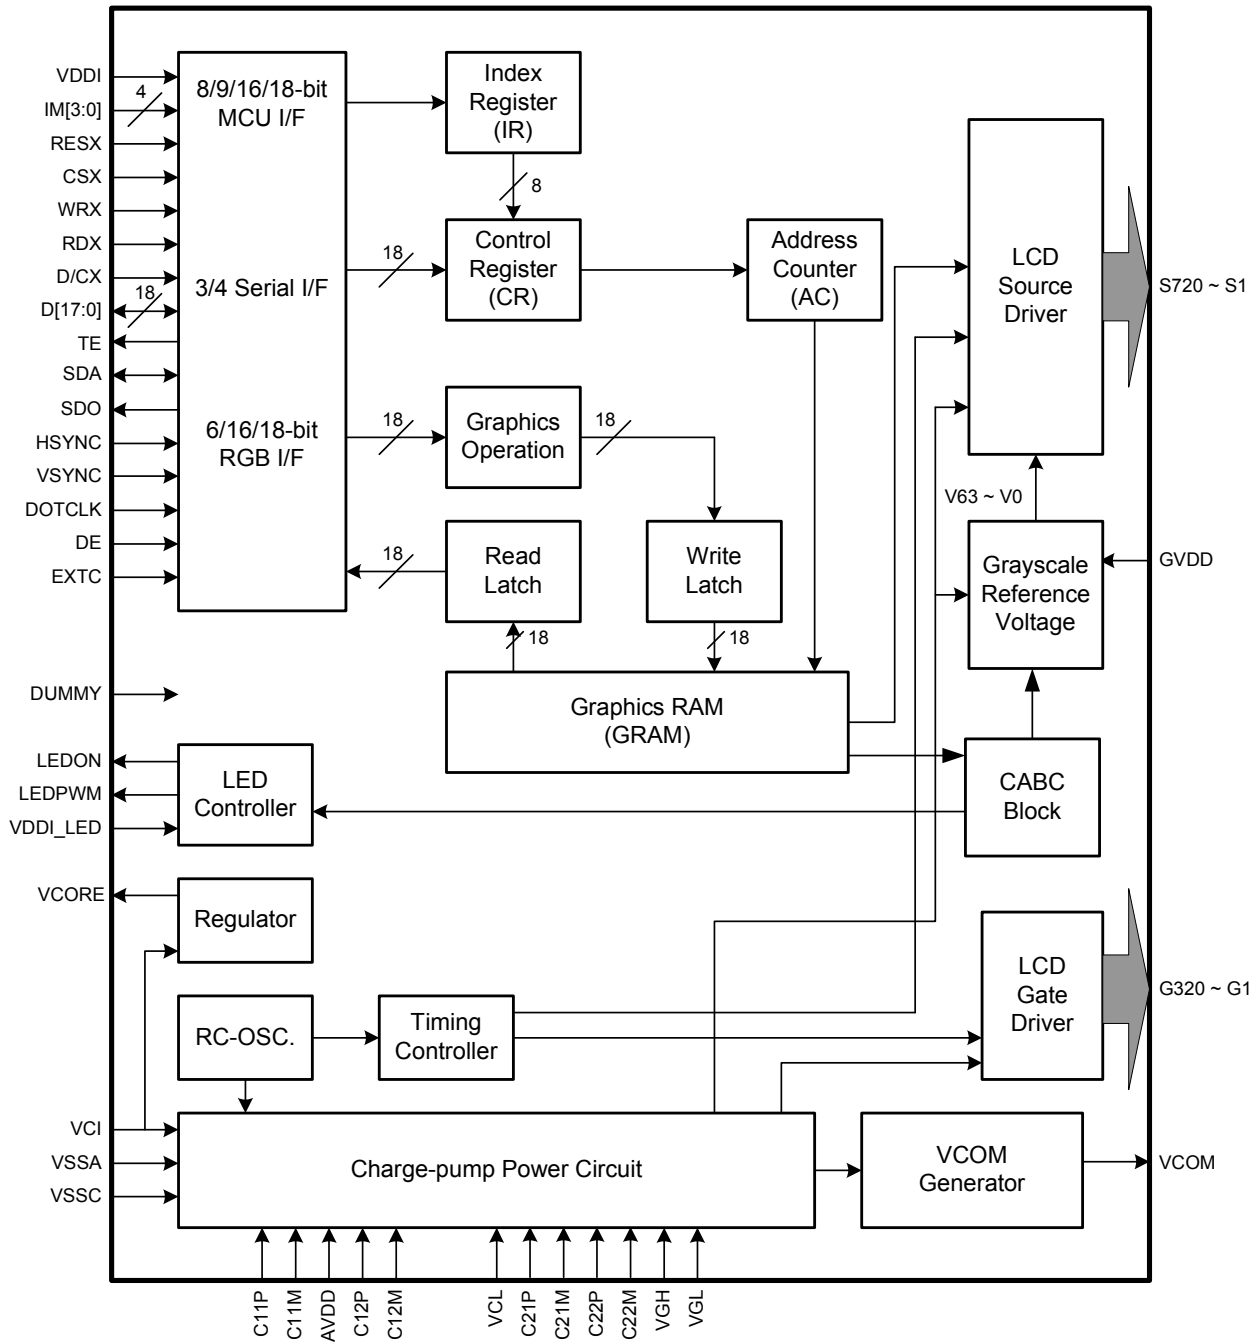 VDDI
IM[3:0]
4
RESX
CSX
WRX
RDX
D/CX
D[17:0]
18
TE
SDA
SDO
HSYNC
VSYNC
DOTCLK
DE
EXTC
DUMMY
LEDON
LEDPWM
VDDI_LED
VCORE
VCI
VSSA
VSSC
8/9/16/18-bit
MCU I/F
3/4 Serial I/F
6/16/18-bit
RGB I/F
Index
Register
(IR)
8
18
Control
Register
(CR)
Address
Counter
(AC)
18
Graphics
Operation
18
18
Read
Latch
Write
Latch
18
18
Graphics RAM
(GRAM)
LCD
Source
Driver
S720 ~ S1
V63 ~ V0
Grayscale
Reference
Voltage
GVDD
CABC
Block
LED
Controller
Regulator
RC-OSC.
Timing
Controller
LCD
Gate
Driver
G320 ~ G1
Charge-pump Power Circuit
VCOM
Generator
VCOM
C11P
C11M
AVDD
C12P
C12M
VCL
C21P
C21M
C22P
C22M
VGH
VGL